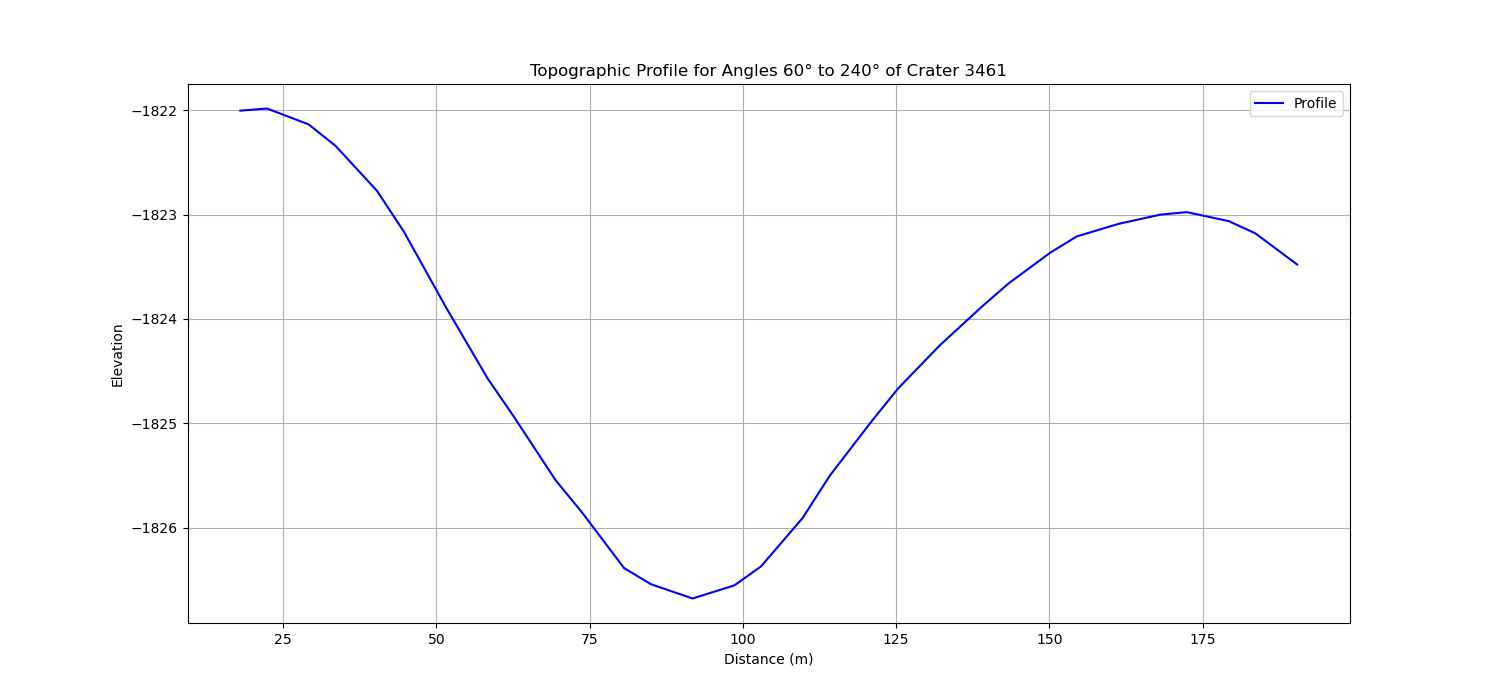 Topographic Profile for Angles 60° to 240° of Crater 3461
Profile
−1822
−1823
−1824
−1825
−1826
Elevation
25 50 75 100 125 150 175
Distance (m)